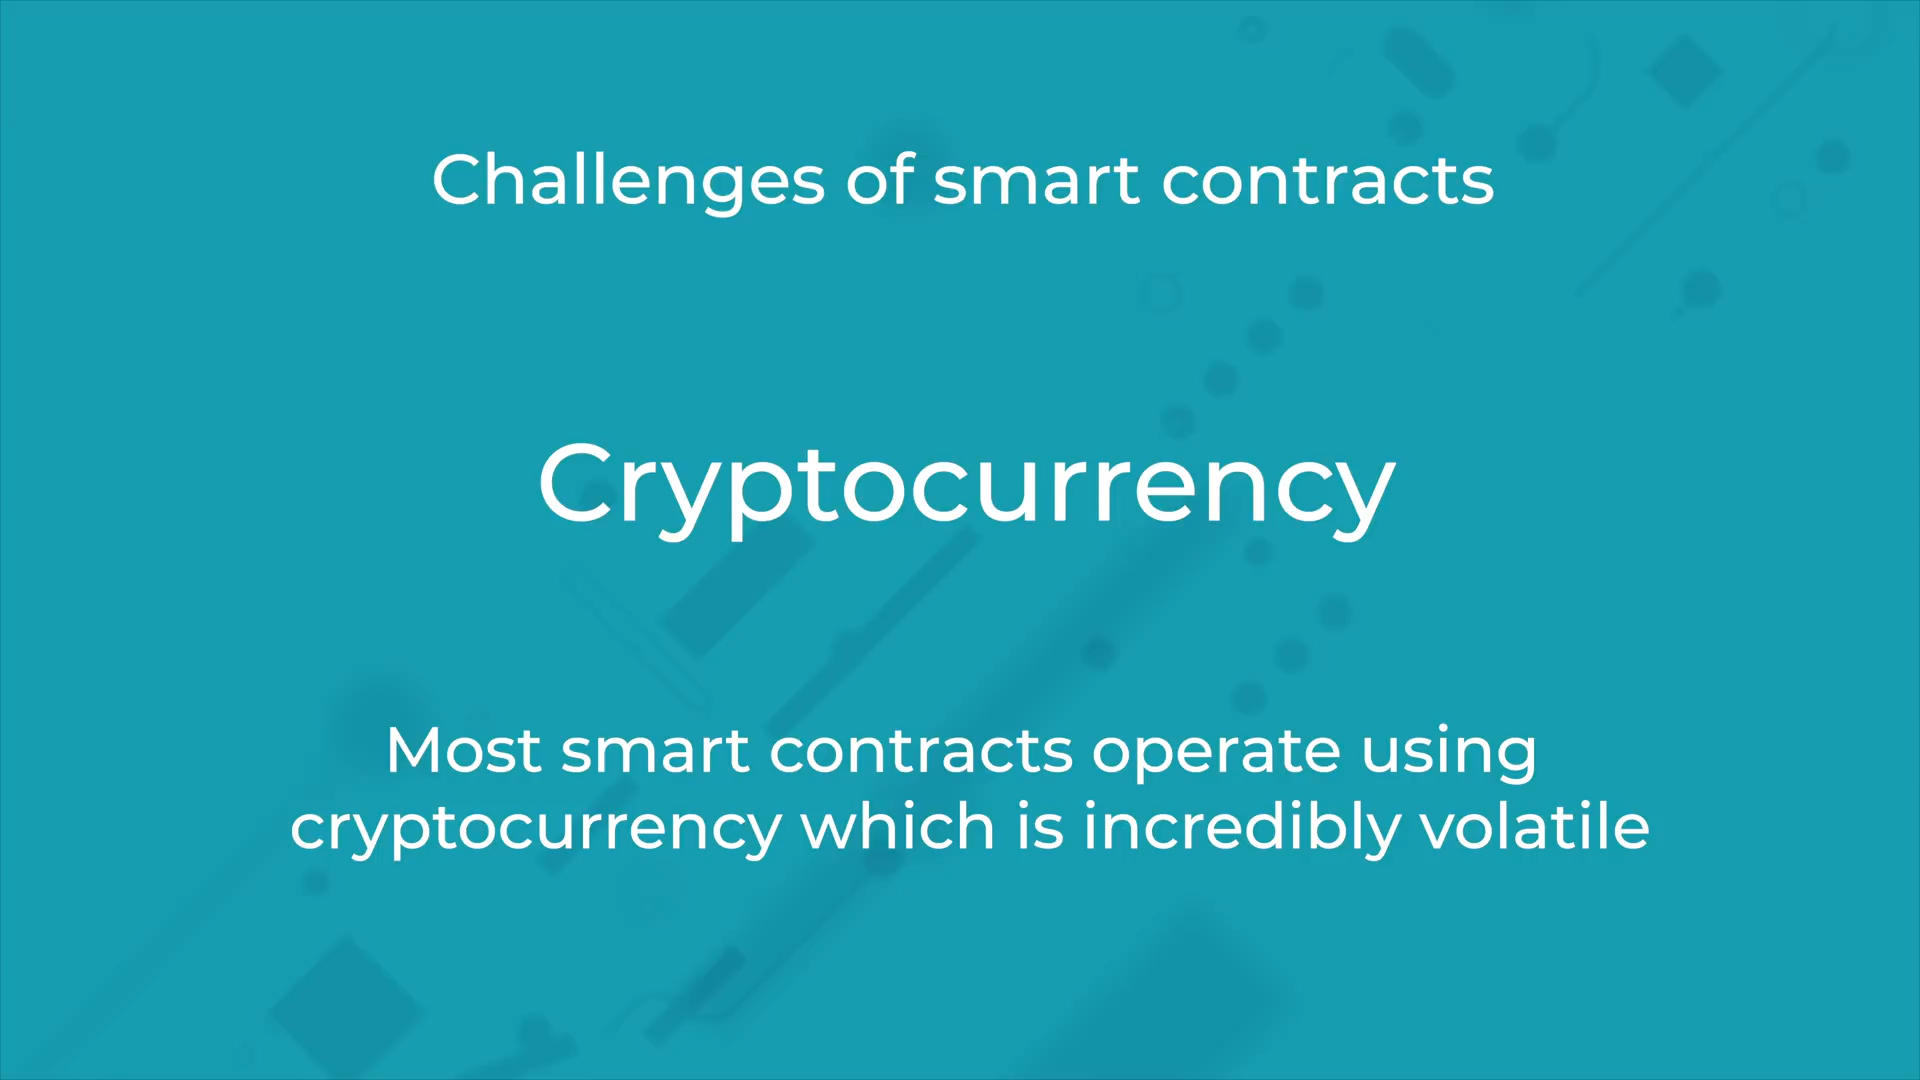 Challenges of smart contracts
Cryptocurrency
Most smart contracts operate using
cryptocurrency which is incredibly volatile